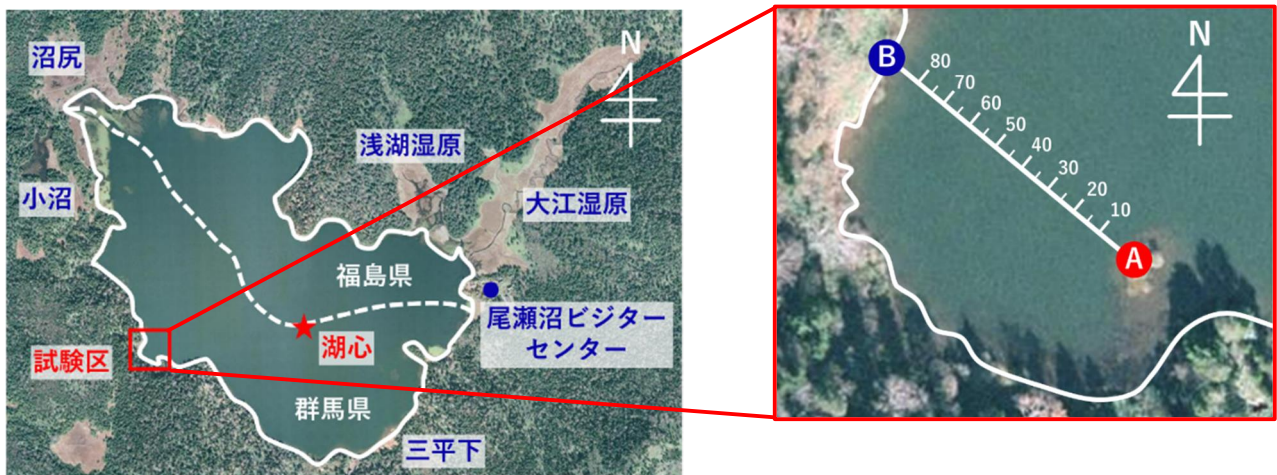 沼尻
N
浅湖湿原
小沼
大江湿原
福島県
尾瀬沼ビジター
センター
湖心
試験区
群馬県
三平下
B
N
80
70
60
50
40
30
20
10
A